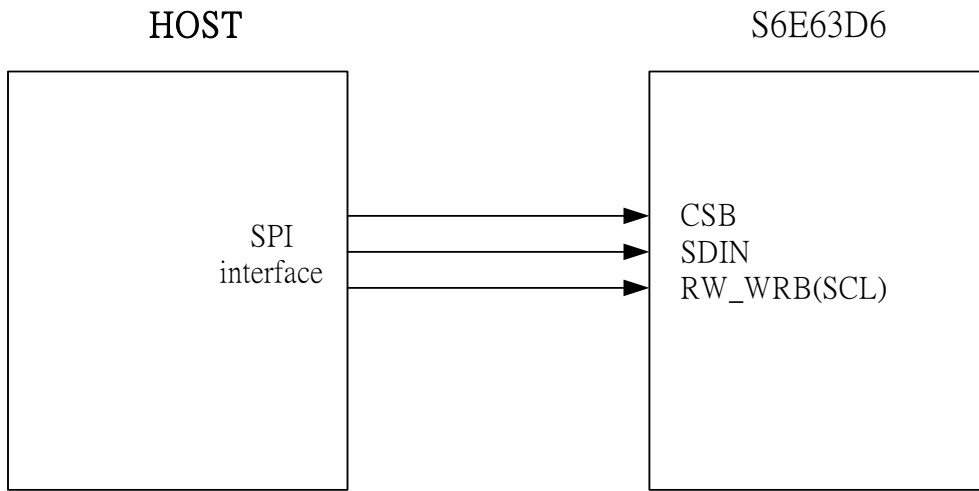 HOST
S6E63D6
SPI
interface
CSB
SDIN
RW_WRB(SCL)